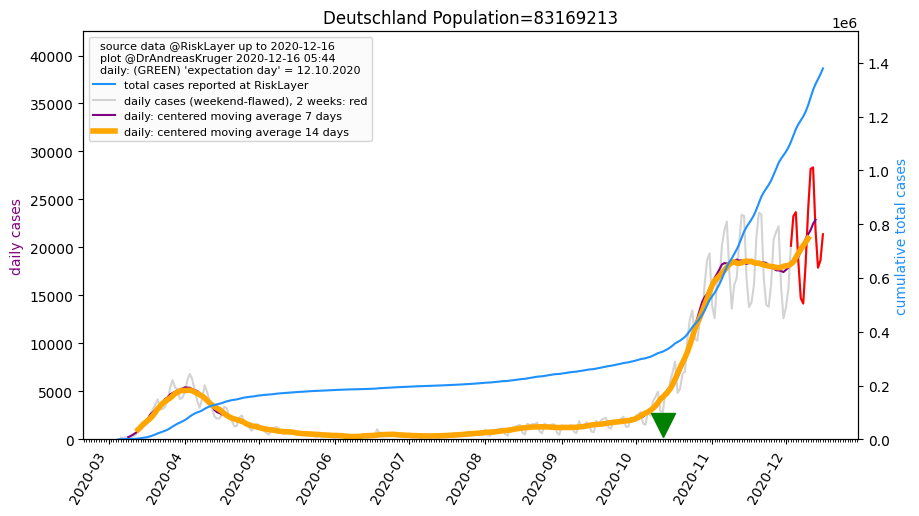 Deutschland Population=83169213
1e6
source data @RiskLayer up to 2020-12-16
plot @DrAndreasKruger 2020-12-16 05:44
daily: (GREEN) 'expectation day' = 12.10.2020
total cases reported at RiskLayer
daily cases (weekend-flawed), 2 weeks: red
daily: centered moving average 7 days
daily: centered moving average 14 days
daily cases
40000
35000
30000
25000
20000
15000
10000
5000
0
cumulative total cases
1.4
1.2
1.0
0.8
0.6
0.4
0.2
0.0
2020-03
2020-04
2020-05
2020-06
2020-07
2020-08
2020-09
2020-10
2020-11
2020-12